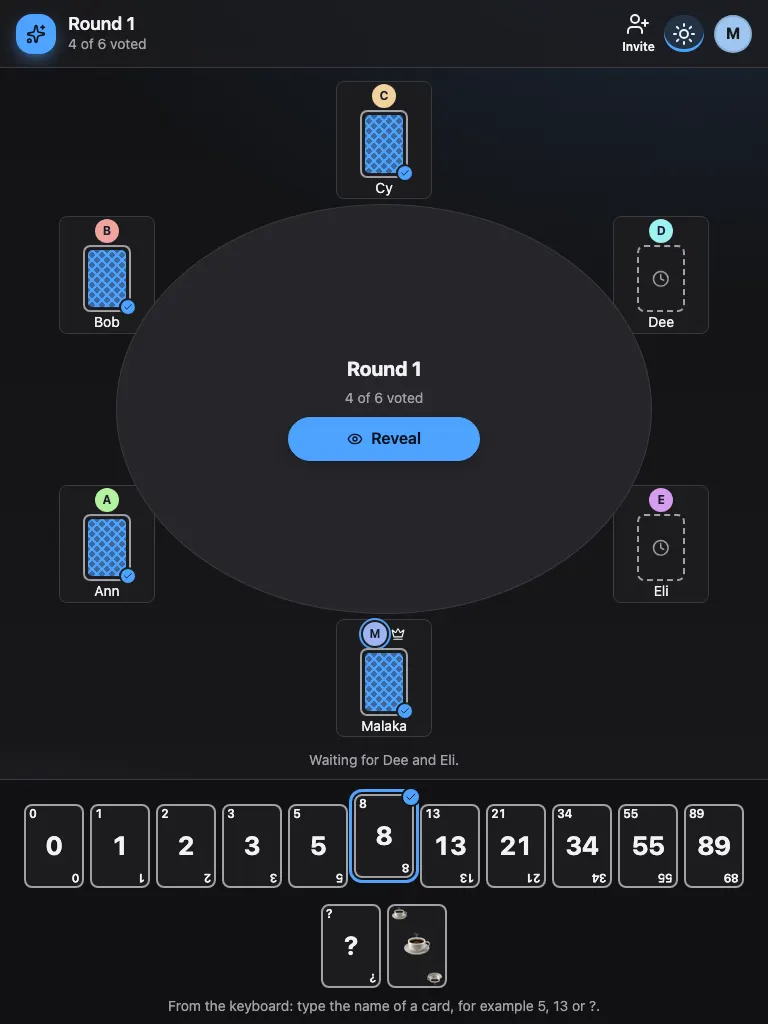 Round 1
4 of 6 voted
Invite
M
C
Cy
B
Bob
D
Dee
Round 1
4 of 6 voted
Reveal
A
Ann
E
Eli
M
Malaka
Waiting for Dee and Eli.
0 0 0
1 1 1
2 2 2
3 3 3
5 5 5
8 8 8
13 13 13
21 21 21
34 34 34
55 55 55
89 89 89
? ? ?
From the keyboard: type the name of a card, for example 5, 13 or ?.